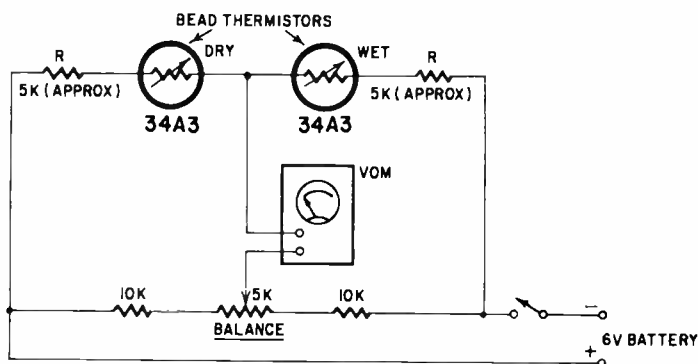 BEAD THERMISTORS
R
DRY
WET
R
5K (APPROX)
5K (APPROX)
34A3
34A3
VOM
10K
5K
10K
BALANCE
−
+
6V BATTERY